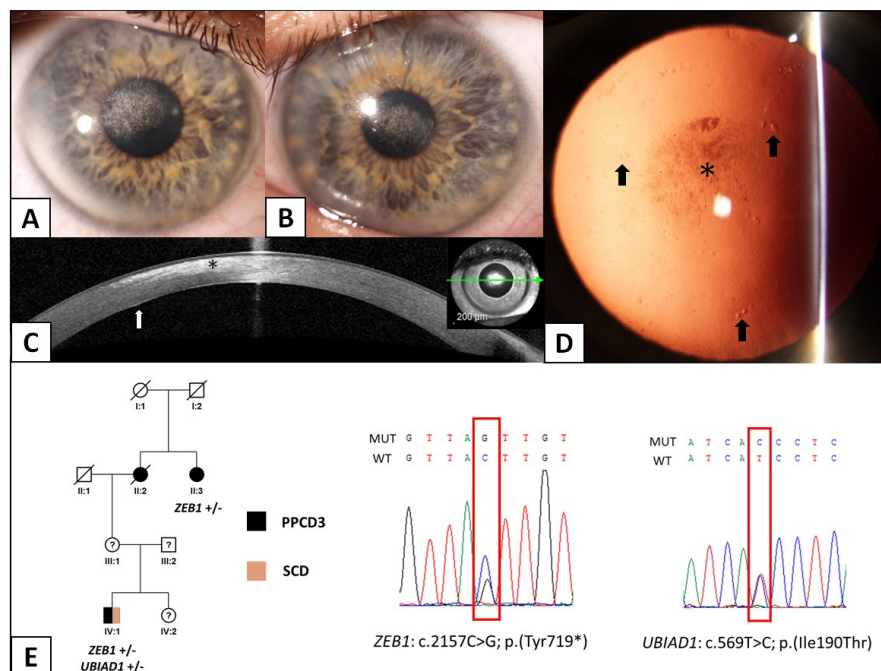 A
B
*
200 μm
C
*
D
I:1
I:2
II:1
II:2
II:3
ZEB1 +/-
?
?
III:1
III:2
?
IV:1
IV:2
ZEB1 +/-
UBIAD1 +/-
E
PPCD3
SCD
MUT G T T A G T T G T
WT G T T A C T T G T
ZEB1: c.2157C>G; p.(Tyr719*)
MUT A T C A C C C T C
WT A T C A T C C T C
UBIAD1: c.569T>C; p.(Ile190Thr)